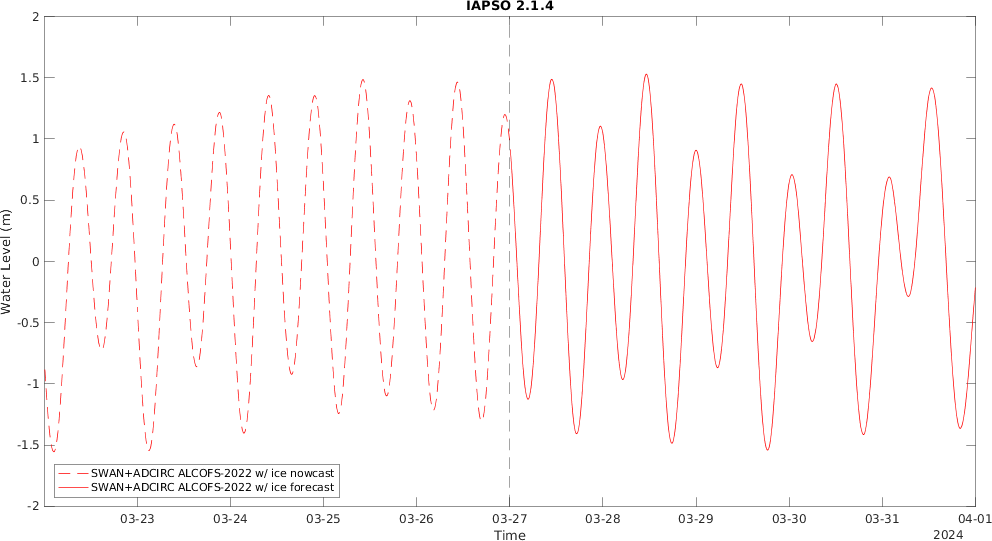 IAPSO 2.1.4
2
1.5
1
0.5
0
-0.5
-1
-1.5
-2
Water Level (m)
SWAN+ADCIRC ALCOFS-2022 w/ ice nowcast
SWAN+ADCIRC ALCOFS-2022 w/ ice forecast
03-23 03-24 03-25 03-26 03-27 03-28 03-29 03-30 03-31 04-01
Time
2024